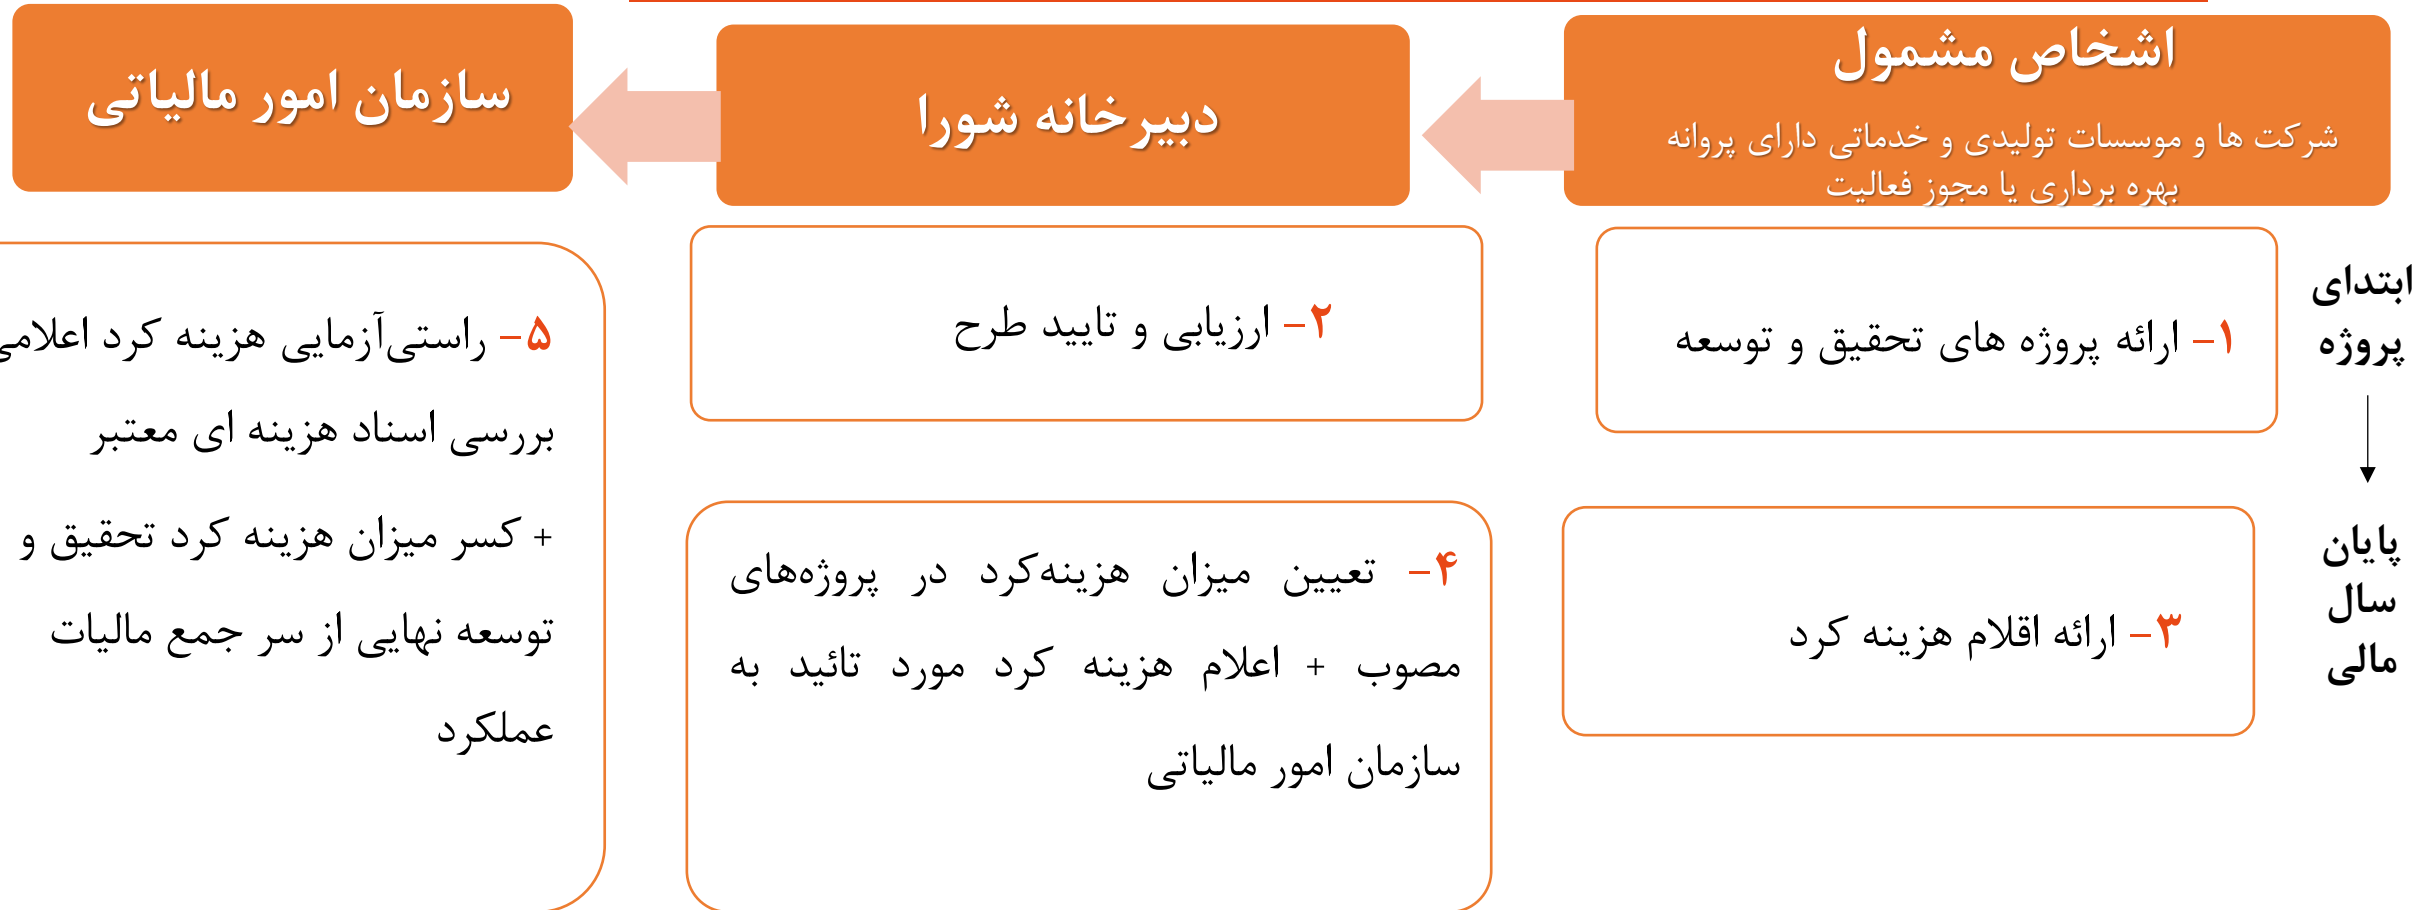 اشخاص مشمول
شرکت ها و موسسات تولیدی و خدماتی دارای پروانه
بهره برداری یا مجوز فعالیت
دبیرخانه شورا
سازمان امور مالیاتی
ابتدای
پروژه
۱- ارائه پروژه های تحقیق و توسعه
۲- ارزیابی و تایید طرح
پایان
سال
مالی
۳- ارائه اقلام هزینه کرد
۴- تعیین میزان هزینه‌کرد در پروژه‌های
مصوب + اعلام هزینه کرد مورد تائید به
سازمان امور مالیاتی
۵- راستی‌آزمایی هزینه کرد اعلامی
بررسی اسناد هزینه ای معتبر
+ کسر میزان هزینه کرد تحقیق و
توسعه نهایی از سر جمع مالیات
عملکرد